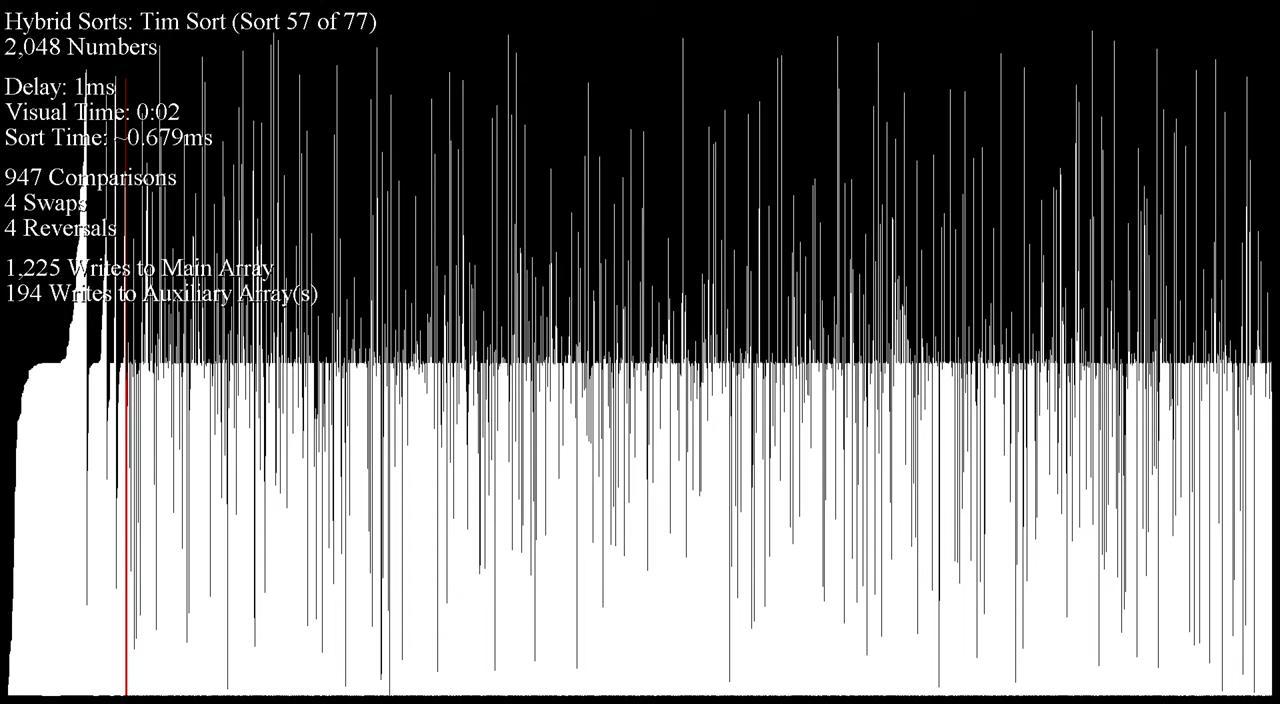 Hybrid Sorts: Tim Sort (Sort 57 of 77)
2,048 Numbers
Delay: 1ms
Visual Time: 0:02
Sort Time: ~0.679ms
947 Comparisons
4 Swaps
4 Reversals
1,225 Writes to Main Array
194 Writes to Auxiliary Array(s)